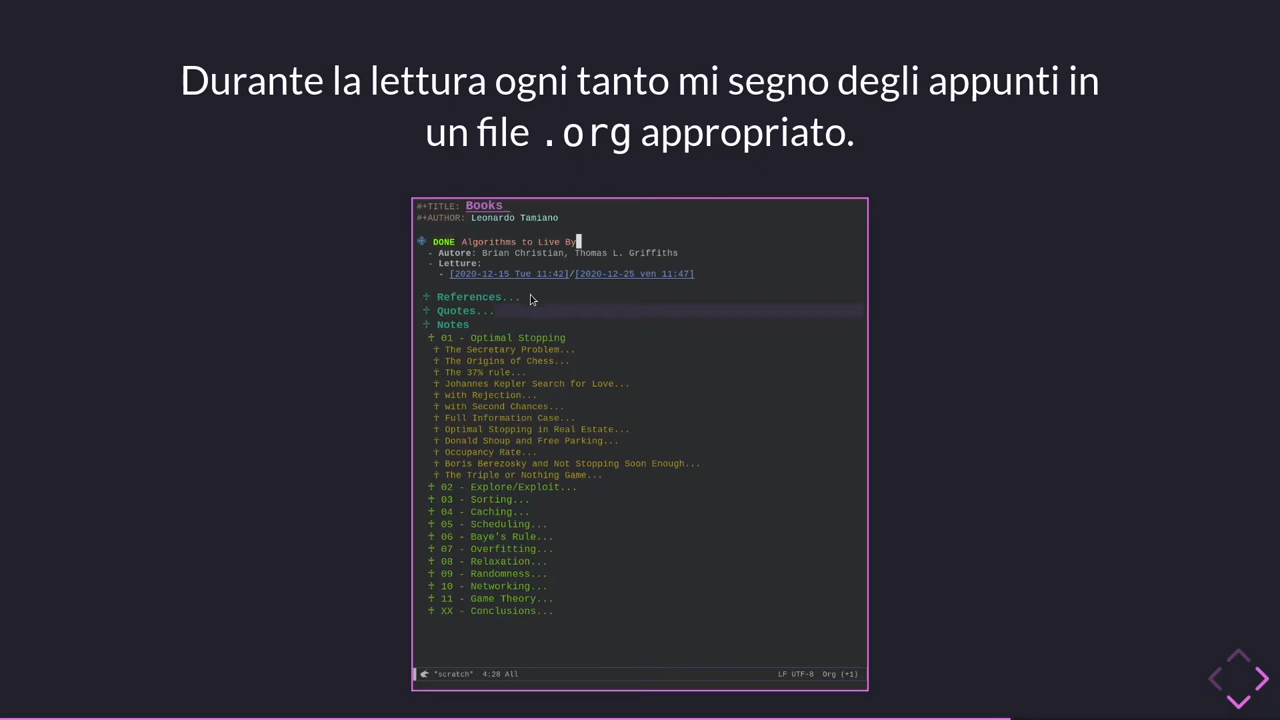 Durante la lettura ogni tanto mi segno degli appunti in
un file .org appropriato.
#+TITLE: Books
#+AUTHOR: Leonardo Tamiano
DONE Algorithms to Live By
- Autore: Brian Christian, Thomas L. Griffiths
- Letture:
- [2020-12-15 Tue 11:42]/[2020-12-25 ven 11:47]
References...
Quotes...
Notes
01 - Optimal Stopping
The Secretary Problem...
The Origins of Chess...
The 37% rule...
Johannes Kepler Search for Love...
with Rejection...
with Second Chances...
Full Information Case...
Optimal Stopping in Real Estate...
Donald Shoup and Free Parking...
Occupancy Rate...
Boris Berezosky and Not Stopping Soon Enough...
The Triple or Nothing Game...
02 - Explore/Exploit...
03 - Sorting...
04 - Caching...
05 - Scheduling...
06 - Baye's Rule...
07 - Overfitting...
08 - Relaxation...
09 - Randomness...
10 - Networking...
11 - Game Theory...
XX - Conclusions...
*scratch* 4:28 All LF UTF-8 Org (+1)